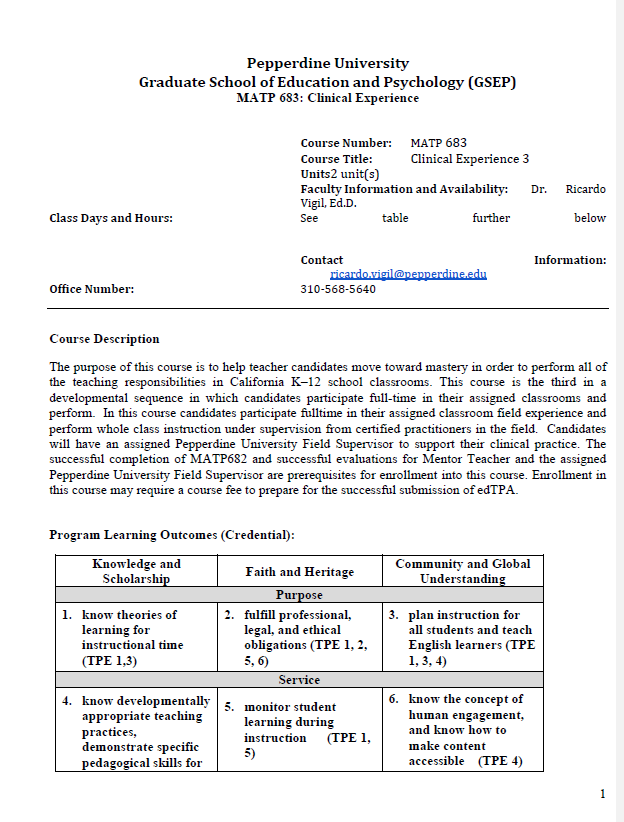 Pepperdine University
Graduate School of Education and Psychology (GSEP)
MATP 683: Clinical Experience
Course Number: MATP 683
Course Title: Clinical Experience 3
Units2 unit(s)
Faculty Information and Availability: Dr. Ricardo
Vigil, Ed.D.
Class Days and Hours: See table further below
Contact Information:
ricardo.vigil@pepperdine.edu
Office Number: 310-568-5640
Course Description
The purpose of this course is to help teacher candidates move toward mastery in order to perform all of
the teaching responsibilities in California K–12 school classrooms. This course is the third in a
developmental sequence in which candidates participate full-time in their assigned classrooms and
perform. In this course candidates participate fulltime in their assigned classroom field experience and
perform whole class instruction under supervision from certified practitioners in the field. Candidates
will have an assigned Pepperdine University Field Supervisor to support their clinical practice. The
successful completion of MATP682 and successful evaluations for Mentor Teacher and the assigned
Pepperdine University Field Supervisor are prerequisites for enrollment into this course. Enrollment in
this course may require a course fee to prepare for the successful submission of edTPA.
Program Learning Outcomes (Credential):
Knowledge and
Scholarship
Faith and Heritage
Community and Global
Understanding
Purpose
1. know theories of
learning for
instructional time
(TPE 1,3)
2. fulfill professional,
legal, and ethical
obligations (TPE 1, 2,
5, 6)
3. plan instruction for
all students and teach
English learners (TPE
1, 3, 4)
Service
4. know developmentally
appropriate teaching
practices,
demonstrate specific
pedagogical skills for
5. monitor student
learning during
instruction (TPE 1,
5)
6. know the concept of
human engagement,
and know how to
make content
accessible (TPE 4)
1